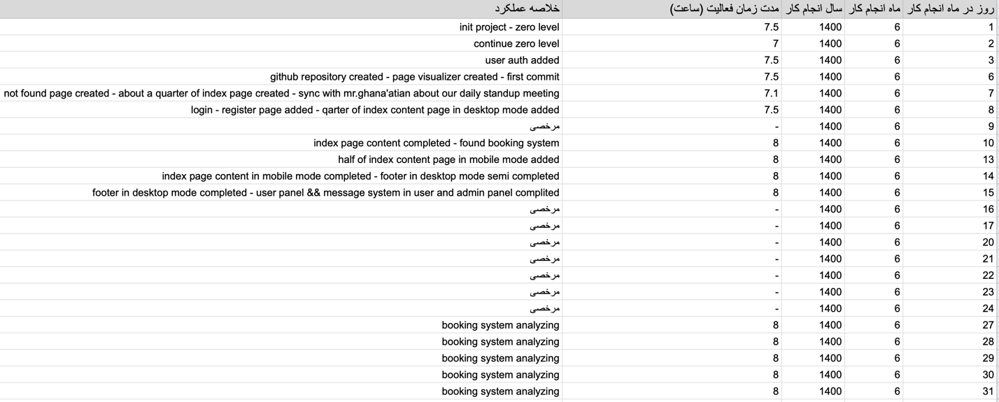 روز در ماه انجام کار ماه انجام کار سال انجام کار مدت زمان فعالیت (ساعت) خلاصه عملکرد
1 6 1400 7.5 init project - zero level
2 6 1400 7 continue zero level
3 6 1400 7.5 user auth added
6 6 1400 7.5 github repository created - page visualizer created - first commit
7 6 1400 7.1 not found page created - about a quarter of index page created - sync with mr.ghana'atian about our daily standup meeting
8 6 1400 7.5 login - register page added - qarter of index content page in desktop mode added
9 6 1400 - مرخصی
10 6 1400 8 index page content completed - found booking system
13 6 1400 8 half of index content page in mobile mode added
14 6 1400 8 index page content in mobile mode completed - footer in desktop mode semi completed
15 6 1400 8 footer in desktop mode completed - user panel && message system in user and admin panel complited
16 6 1400 - مرخصی
17 6 1400 - مرخصی
20 6 1400 - مرخصی
21 6 1400 - مرخصی
22 6 1400 - مرخصی
23 6 1400 - مرخصی
24 6 1400 - مرخصی
27 6 1400 8 booking system analyzing
28 6 1400 8 booking system analyzing
29 6 1400 8 booking system analyzing
30 6 1400 8 booking system analyzing
31 6 1400 8 booking system analyzing